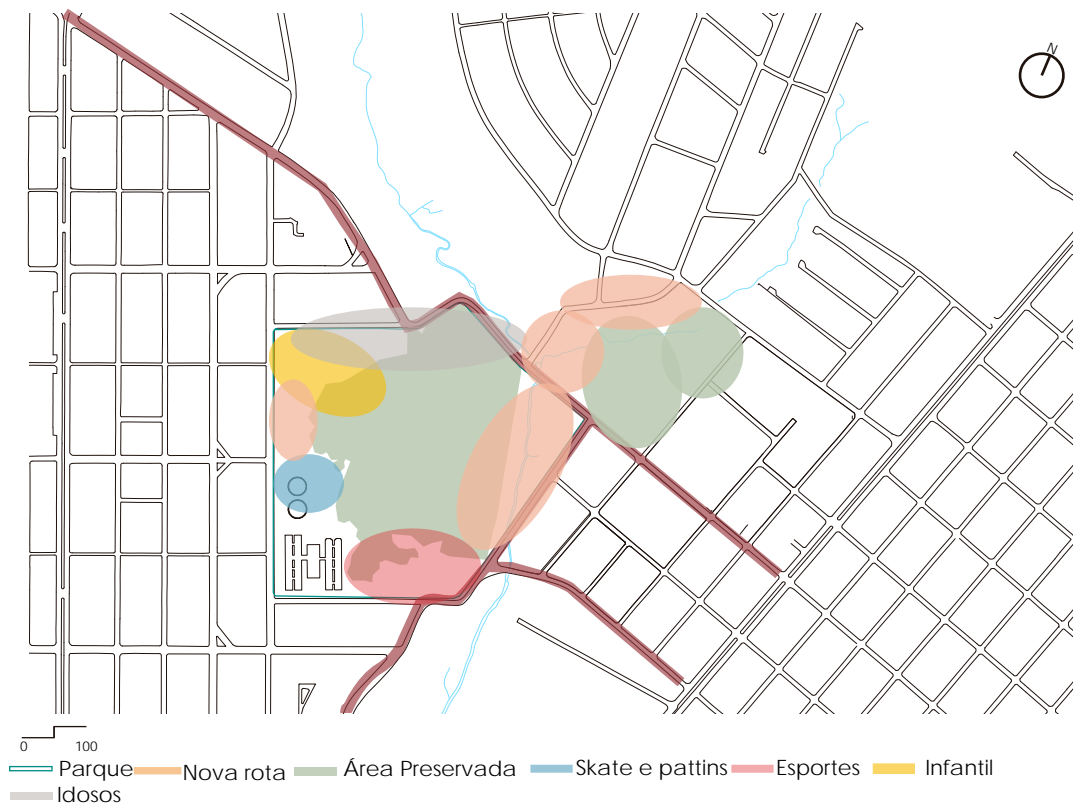 N
0 100
Parque Nova rota Área Preservada Skate e pattins Esportes Infantil
Idosos